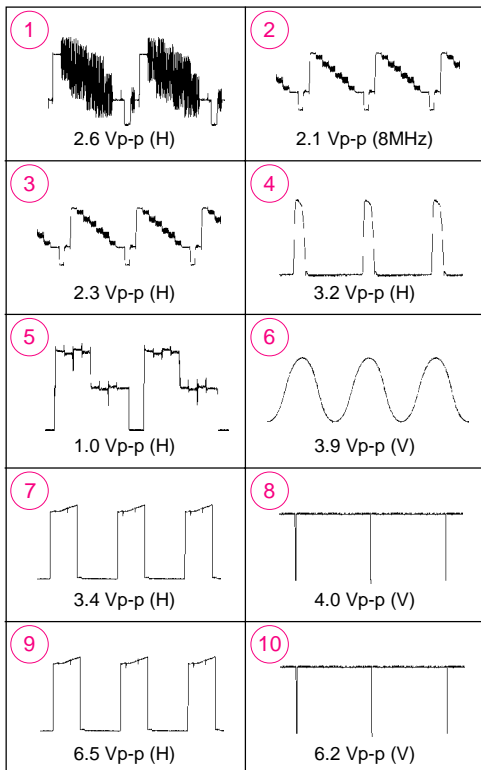 1
2
2.6 Vp-p (H)
2.1 Vp-p (8MHz)
3
4
2.3 Vp-p (H)
3.2 Vp-p (H)
5
6
1.0 Vp-p (H)
3.9 Vp-p (V)
7
8
3.4 Vp-p (H)
4.0 Vp-p (V)
9
10
6.5 Vp-p (H)
6.2 Vp-p (V)